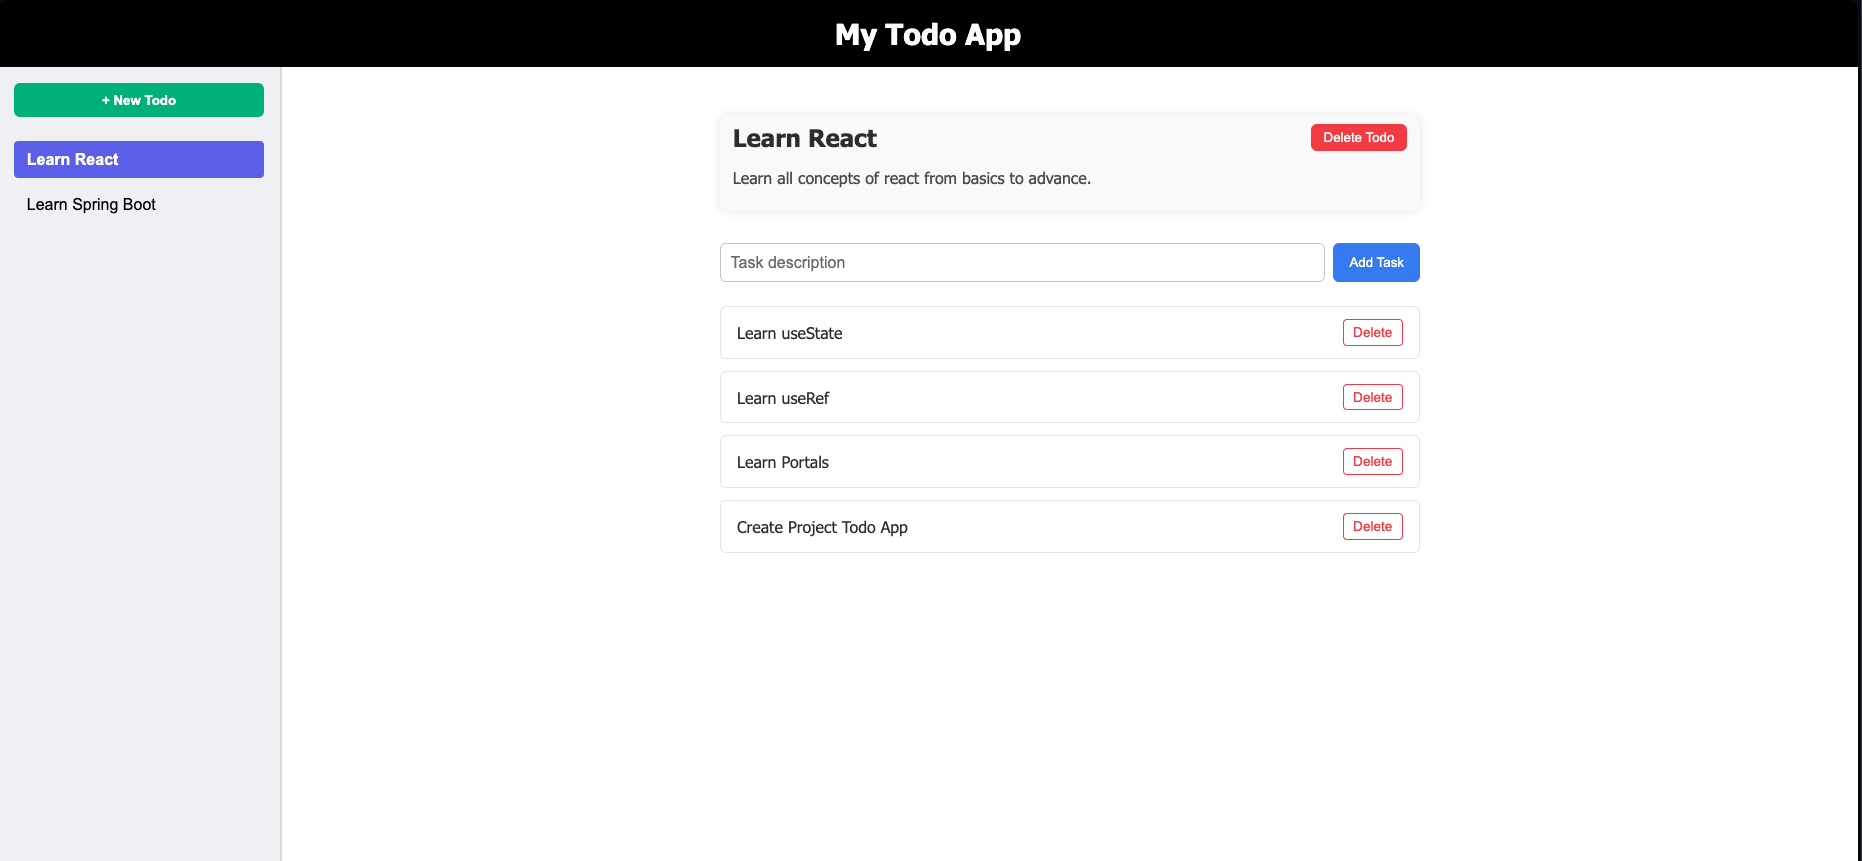 My Todo App
+ New Todo
Learn React
Learn Spring Boot
Learn React
Delete Todo
Learn all concepts of react from basics to advance.
Task description
Add Task
Learn useState
Delete
Learn useRef
Delete
Learn Portals
Delete
Create Project Todo App
Delete